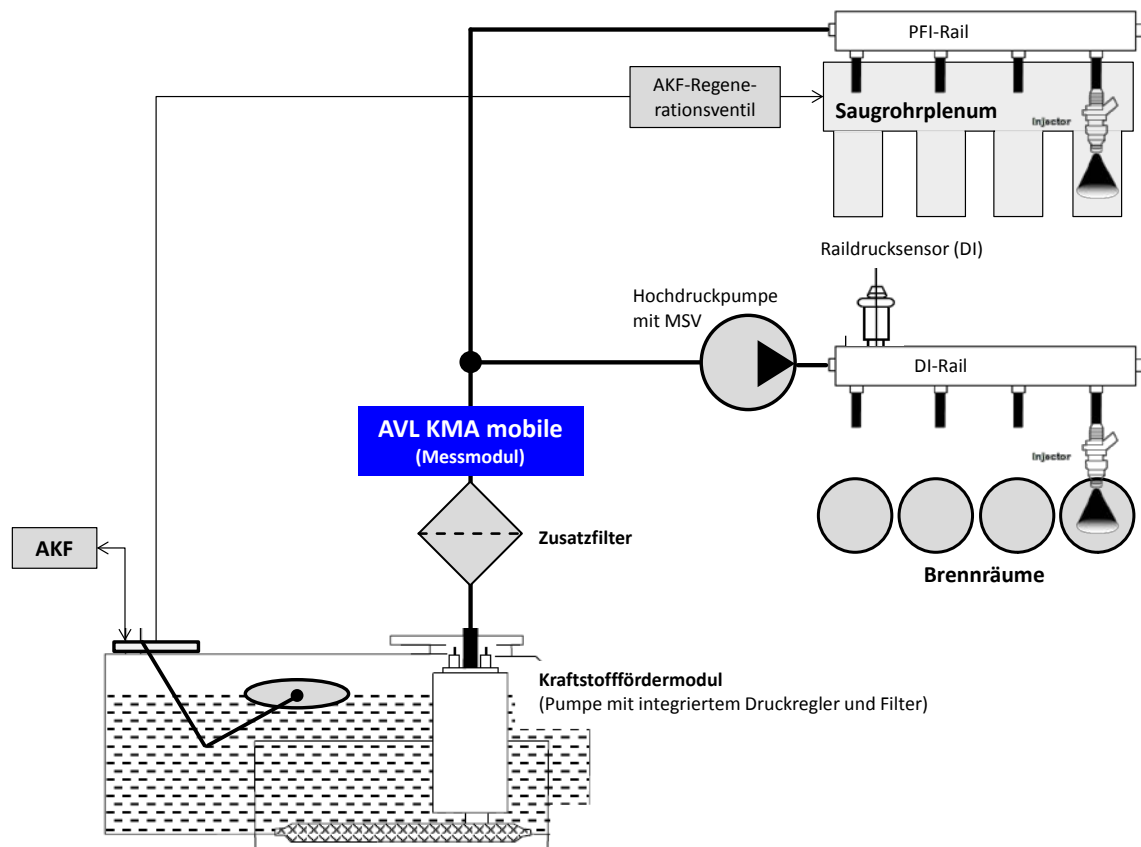 PFI-Rail
AKF-Regene-
rationsventil
Saugrohrplenum
Injector
Raildrucksensor (DI)
Hochdruckpumpe
mit MSV
DI-Rail
AVL KMA mobile
(Messmodul)
Injector
Zusatzfilter
AKF
Brennräume
Kraftstofffördermodul
(Pumpe mit integriertem Druckregler und Filter)